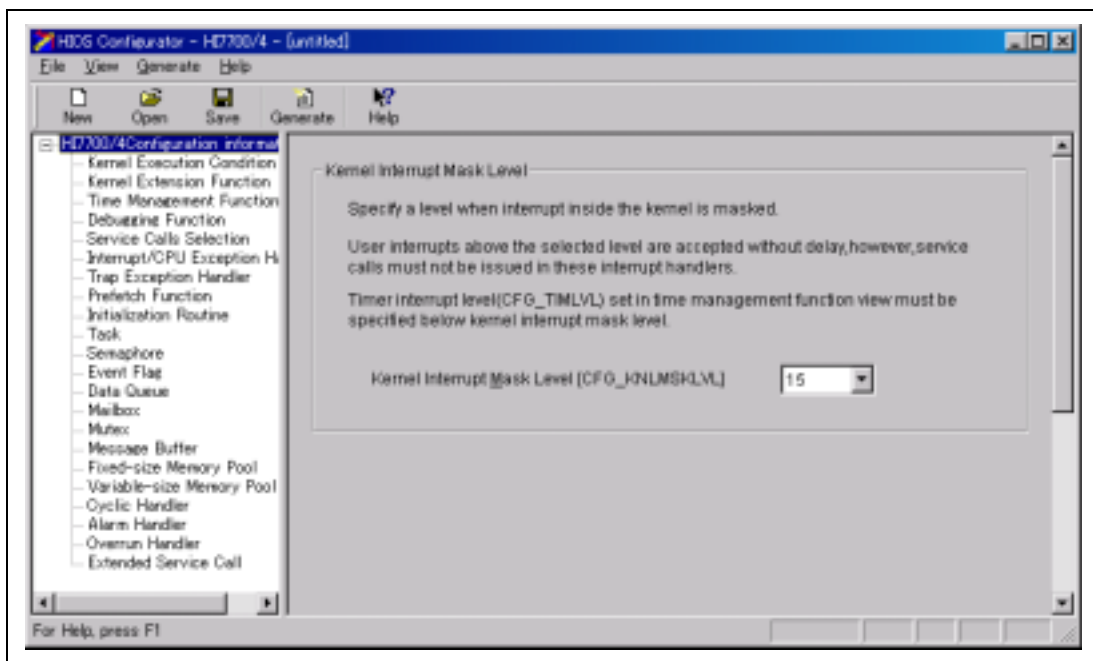 HIOS Configurator - HI7700/4 - [untitled]
File View Generate Help
New Open Save Generate Help
HI7700/4Configuration informat
Kernel Execution Condition
Kernel Extension Function
Time Management Function
Debugging Function
Service Calls Selection
Interrupt/CPU Exception H
Trap Exception Handler
Prefetch Function
Initialization Routine
Task
Semaphore
Event Flag
Data Queue
Mailbox
Mutex
Message Buffer
Fixed-size Memory Pool
Variable-size Memory Pool
Cyclic Handler
Alarm Handler
Overrun Handler
Extended Service Call
Kernel Interrupt Mask Level
Specify a level when interrupt inside the kernel is masked.
User interrupts above the selected level are accepted without delay,however,service
calls must not be issued in these interrupt handlers.
Timer interrupt level(CFG_TIMLVL) set in time management function view must be
specified below kernel interrupt mask level.
Kernel Interrupt Mask Level [CFG_KNLMSKLVL] 15
For Help, press F1